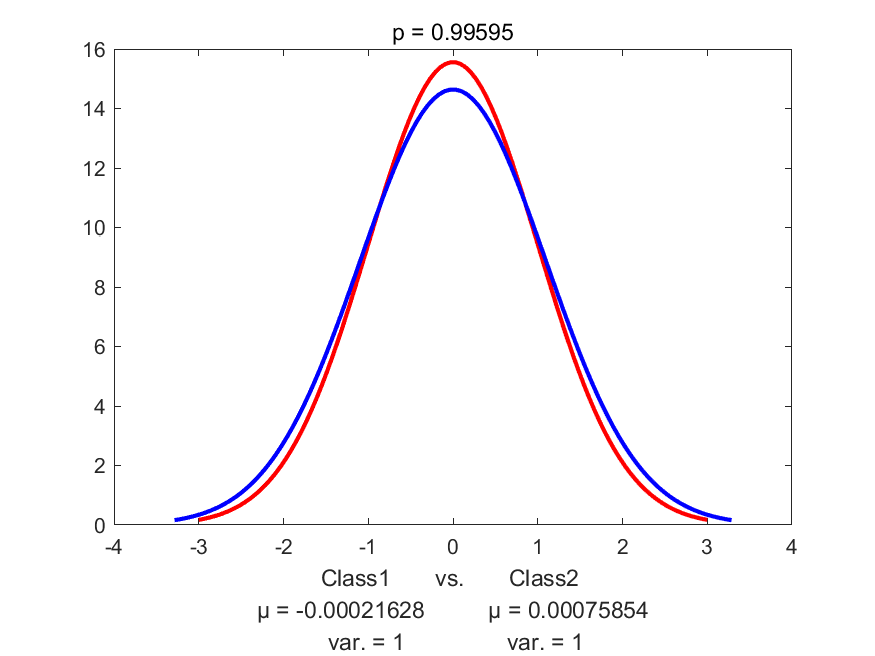 p = 0.99595
16
14
12
10
8
6
4
2
0
-4 -3 -2 -1 0 1 2 3 4
Class1 vs. Class2
μ = -0.00021628 μ = 0.00075854
var. = 1 var. = 1